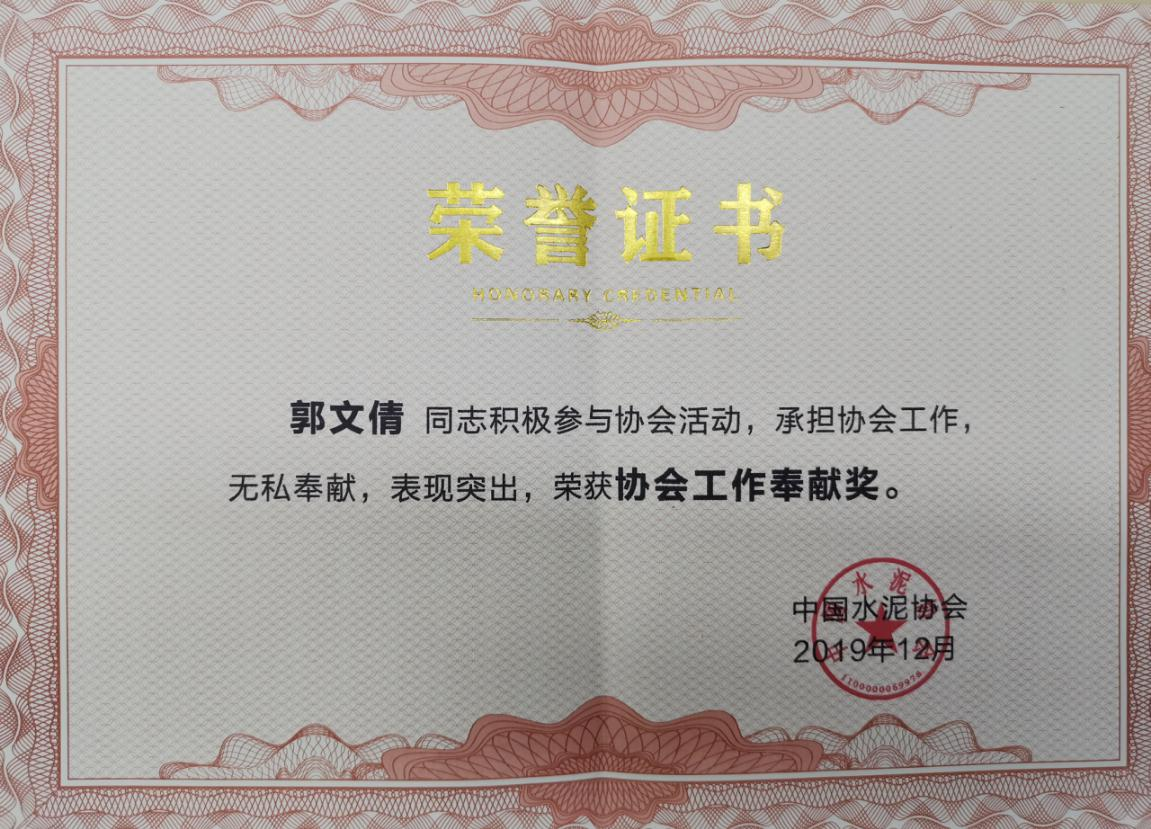 荣誉证书
HONORARY CREDENTIAL
郭文倩 同志积极参与协会活动，承担协会工作，
无私奉献，表现突出，荣获协会工作奉献奖。
中国水泥协会
2019年12月